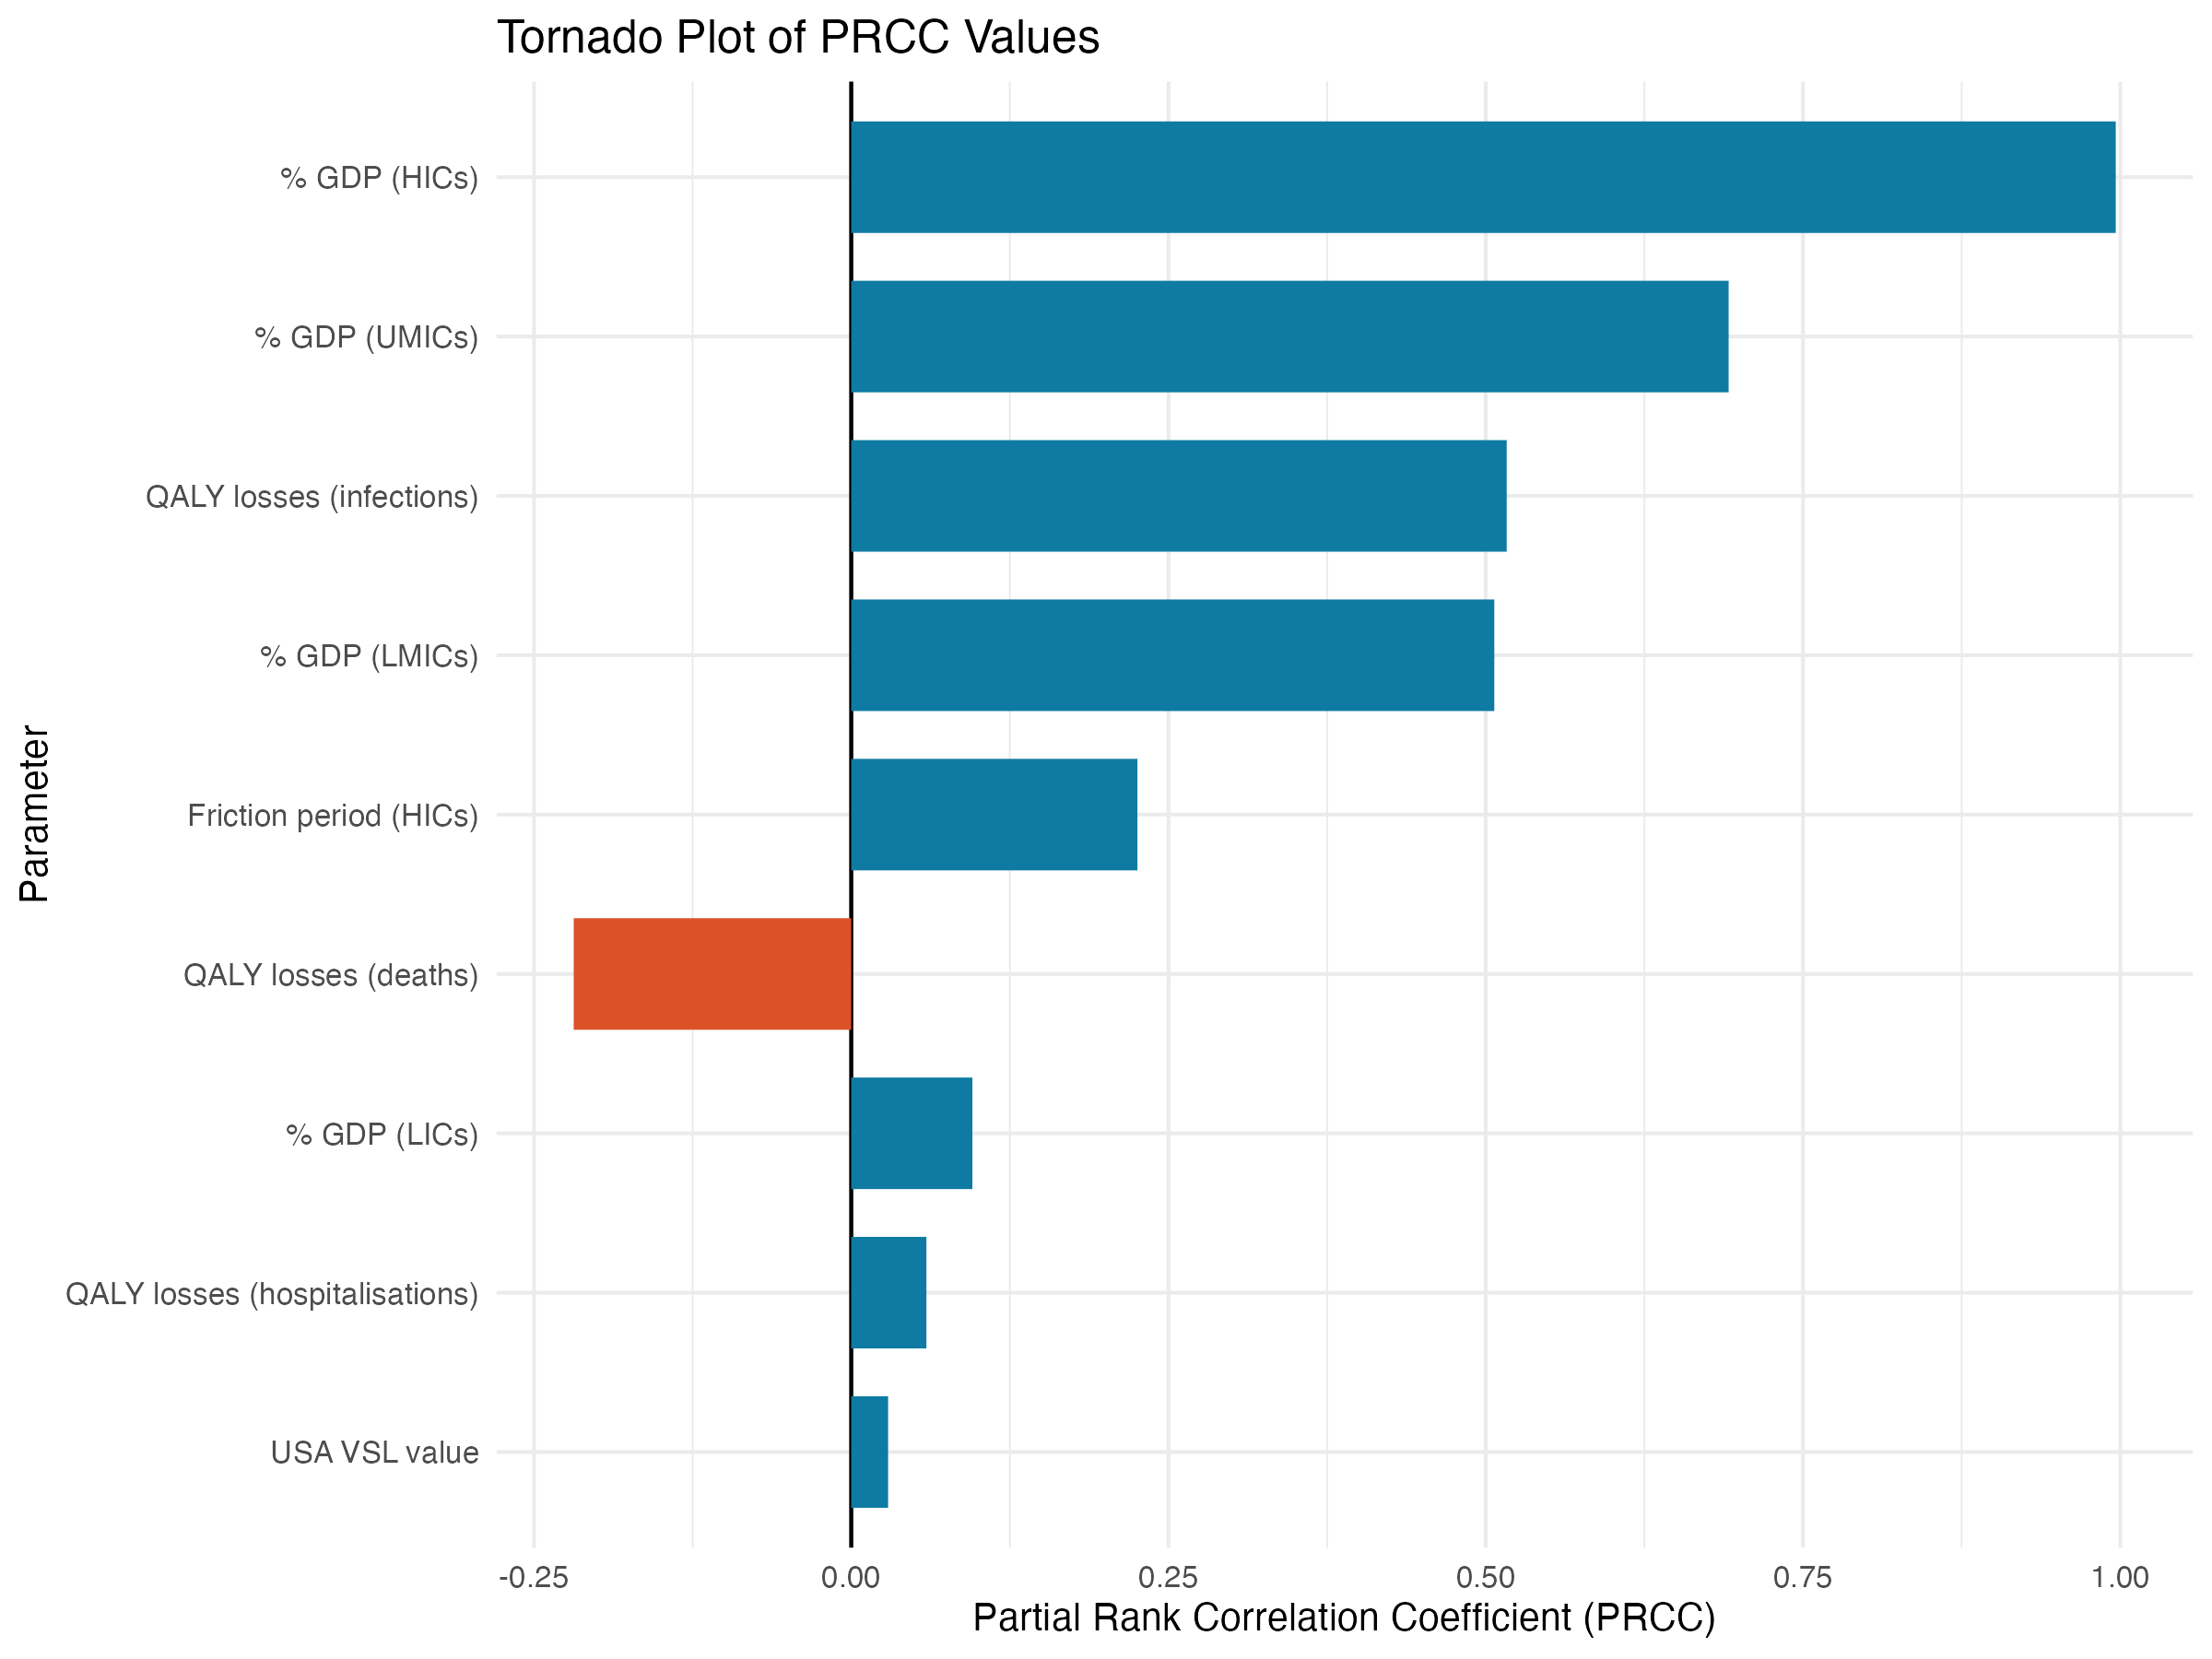 Tornado Plot of PRCC Values
% GDP (HICs)
% GDP (UMICs)
QALY losses (infections)
% GDP (LMICs)
Friction period (HICs)
QALY losses (deaths)
% GDP (LICs)
QALY losses (hospitalisations)
USA VSL value
Parameter
-0.25 0.00 0.25 0.50 0.75 1.00
Partial Rank Correlation Coefficient (PRCC)